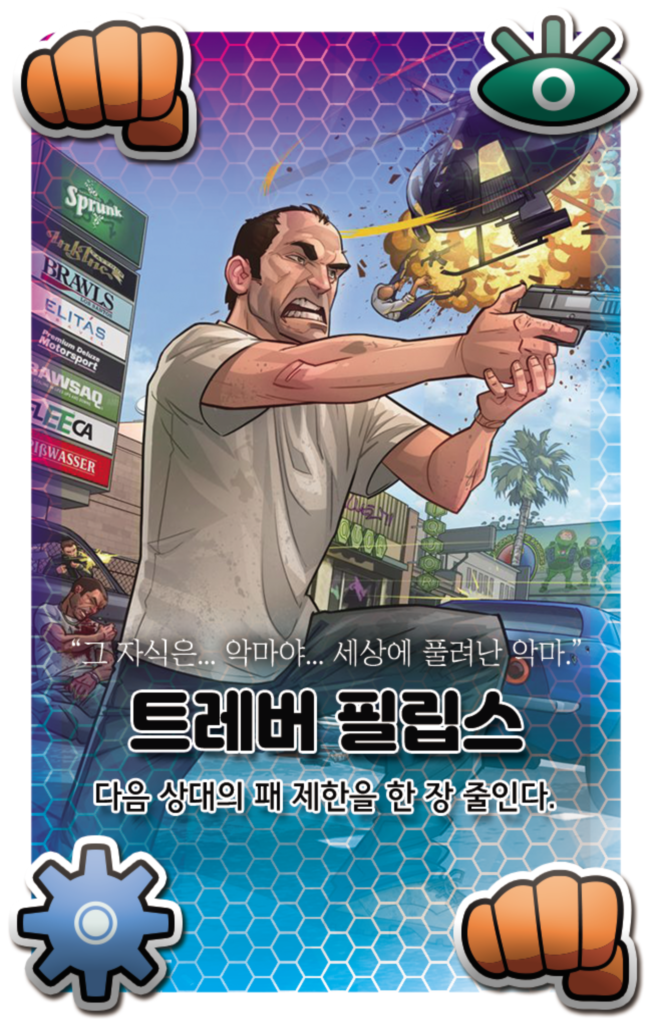 Sprunk
BRAVLS
ELITÁS
Premium Deluxe
Motorsport
FLEECA
PIßWASSER
“그 자식은... 악마야... 세상에 풀려난 악마.”
트레버 필립스
다음 상대의 패 제한을 한 장 줄인다.